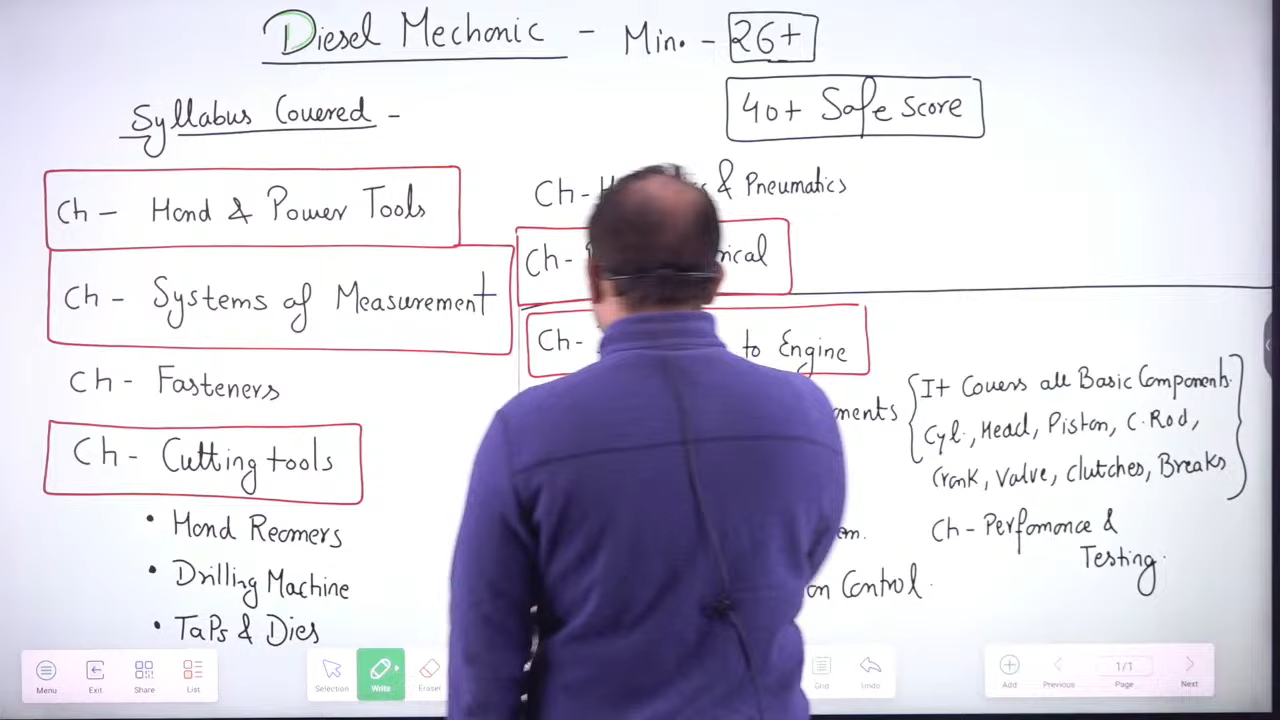 Diesel Mechanic - Min. - 26+
40+ Safe Score
Syllabus Covered -
Ch - Hand & Power Tools
Ch - Systems of Measurement
Ch - Fasteners
Ch - Cutting tools
• Hand Reamers
• Drilling Machine
• Taps & Dies
Ch - & Pneumatics
Ch -
Ch - to Engine
It Covers all Basic Components.
Cyl., Head, Piston, C. Rod,
Crank, Valve, Clutches, Breaks
Ch - Perfomance &
Testing.
Control.
Menu
Exit
Share
List
Selection
Write
Eraser
Grid
Undo
Add
Previous
1/1
Page
Next